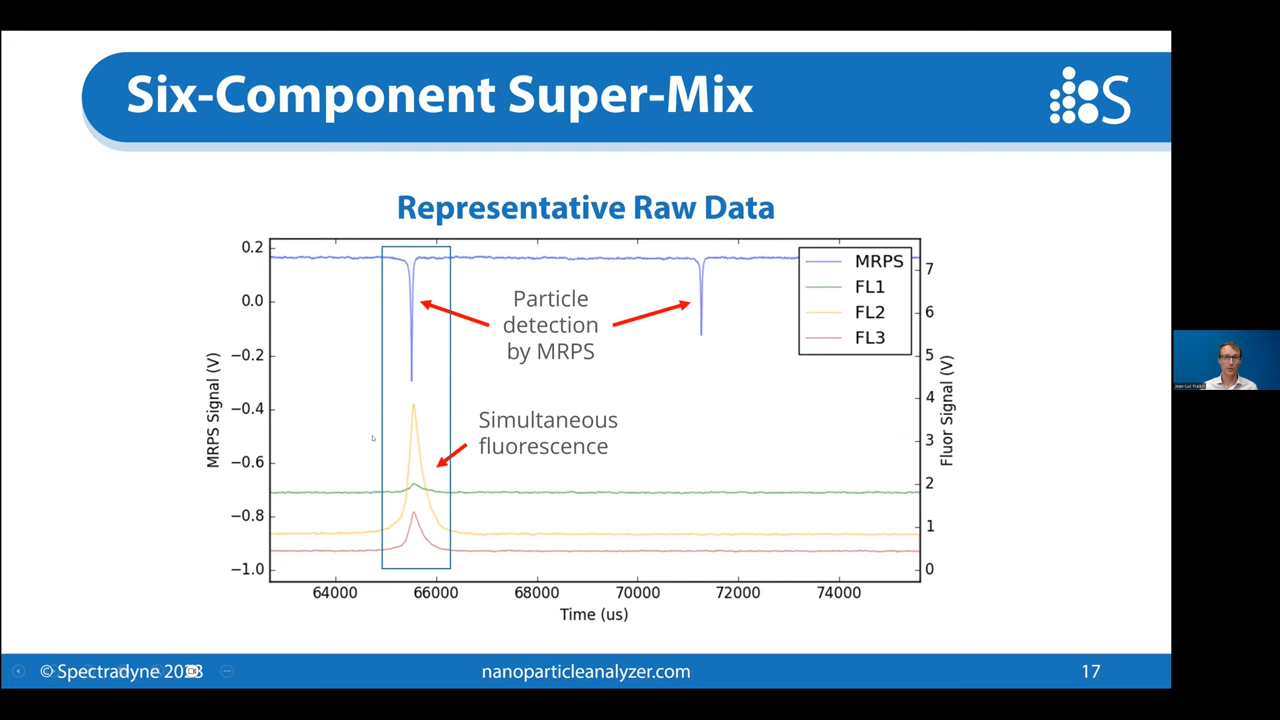 Six-Component Super-Mix
S
Representative Raw Data
0.2
0.0
−0.2
−0.4
−0.6
−0.8
−1.0
MRPS Signal (V)
Particle
detection
by MRPS
Simultaneous
fluorescence
MRPS
FL1
FL2
FL3
7
6
5
4
3
2
1
0
Fluor Signal (V)
64000 66000 68000 70000 72000 74000
Time (us)
© Spectradyne 2023
nanoparticleanalyzer.com
17